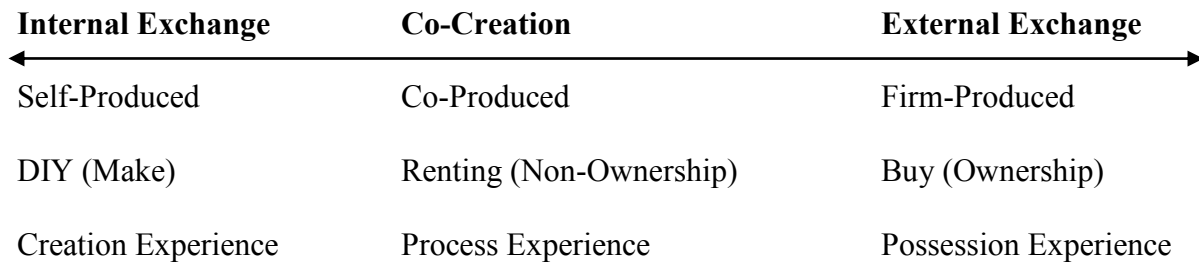 Internal Exchange Co-Creation External Exchange
Self-Produced Co-Produced Firm-Produced
DIY (Make) Renting (Non-Ownership) Buy (Ownership)
Creation Experience Process Experience Possession Experience